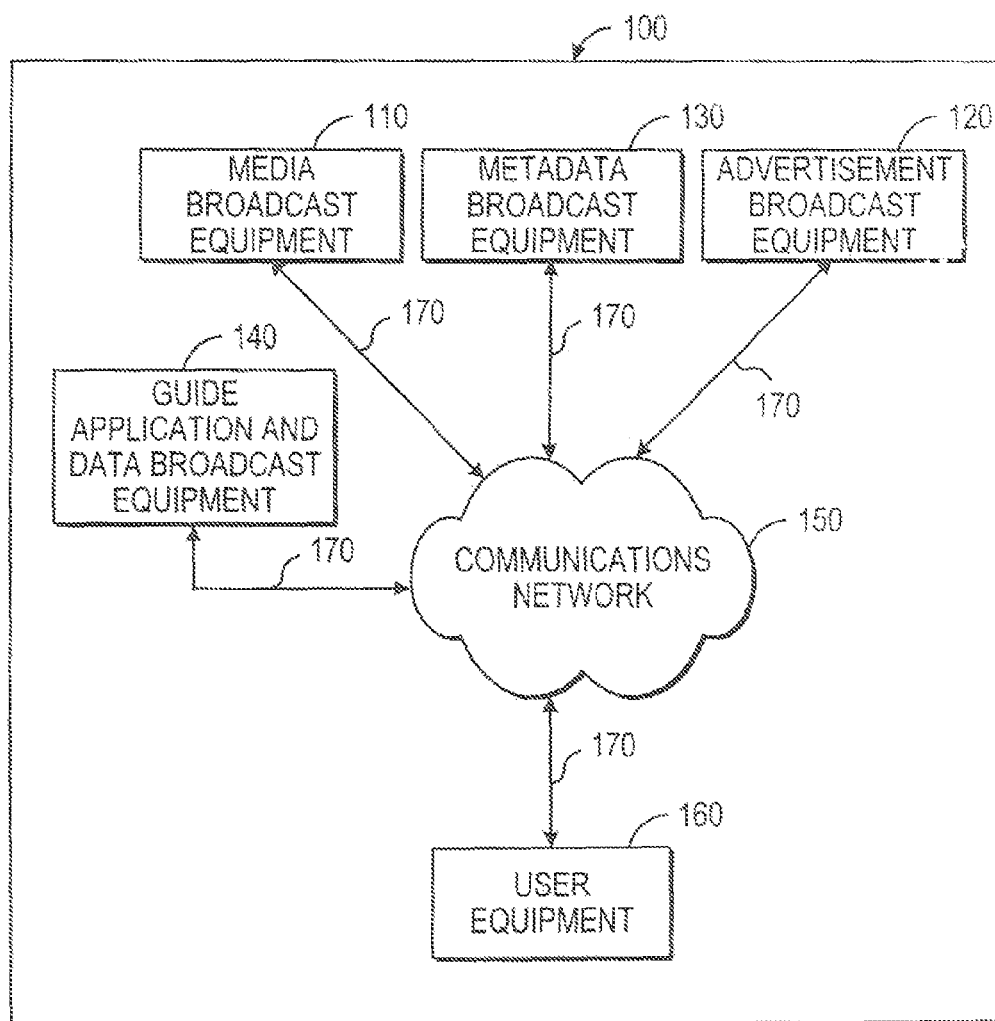 100
110
130
120
MEDIA
BROADCAST
EQUIPMENT
METADATA
BROADCAST
EQUIPMENT
ADVERTISEMENT
BROADCAST
EQUIPMENT
170
170
170
140
GUIDE
APPLICATION AND
DATA BROADCAST
EQUIPMENT
170
150
COMMUNICATIONS
NETWORK
170
160
USER
EQUIPMENT